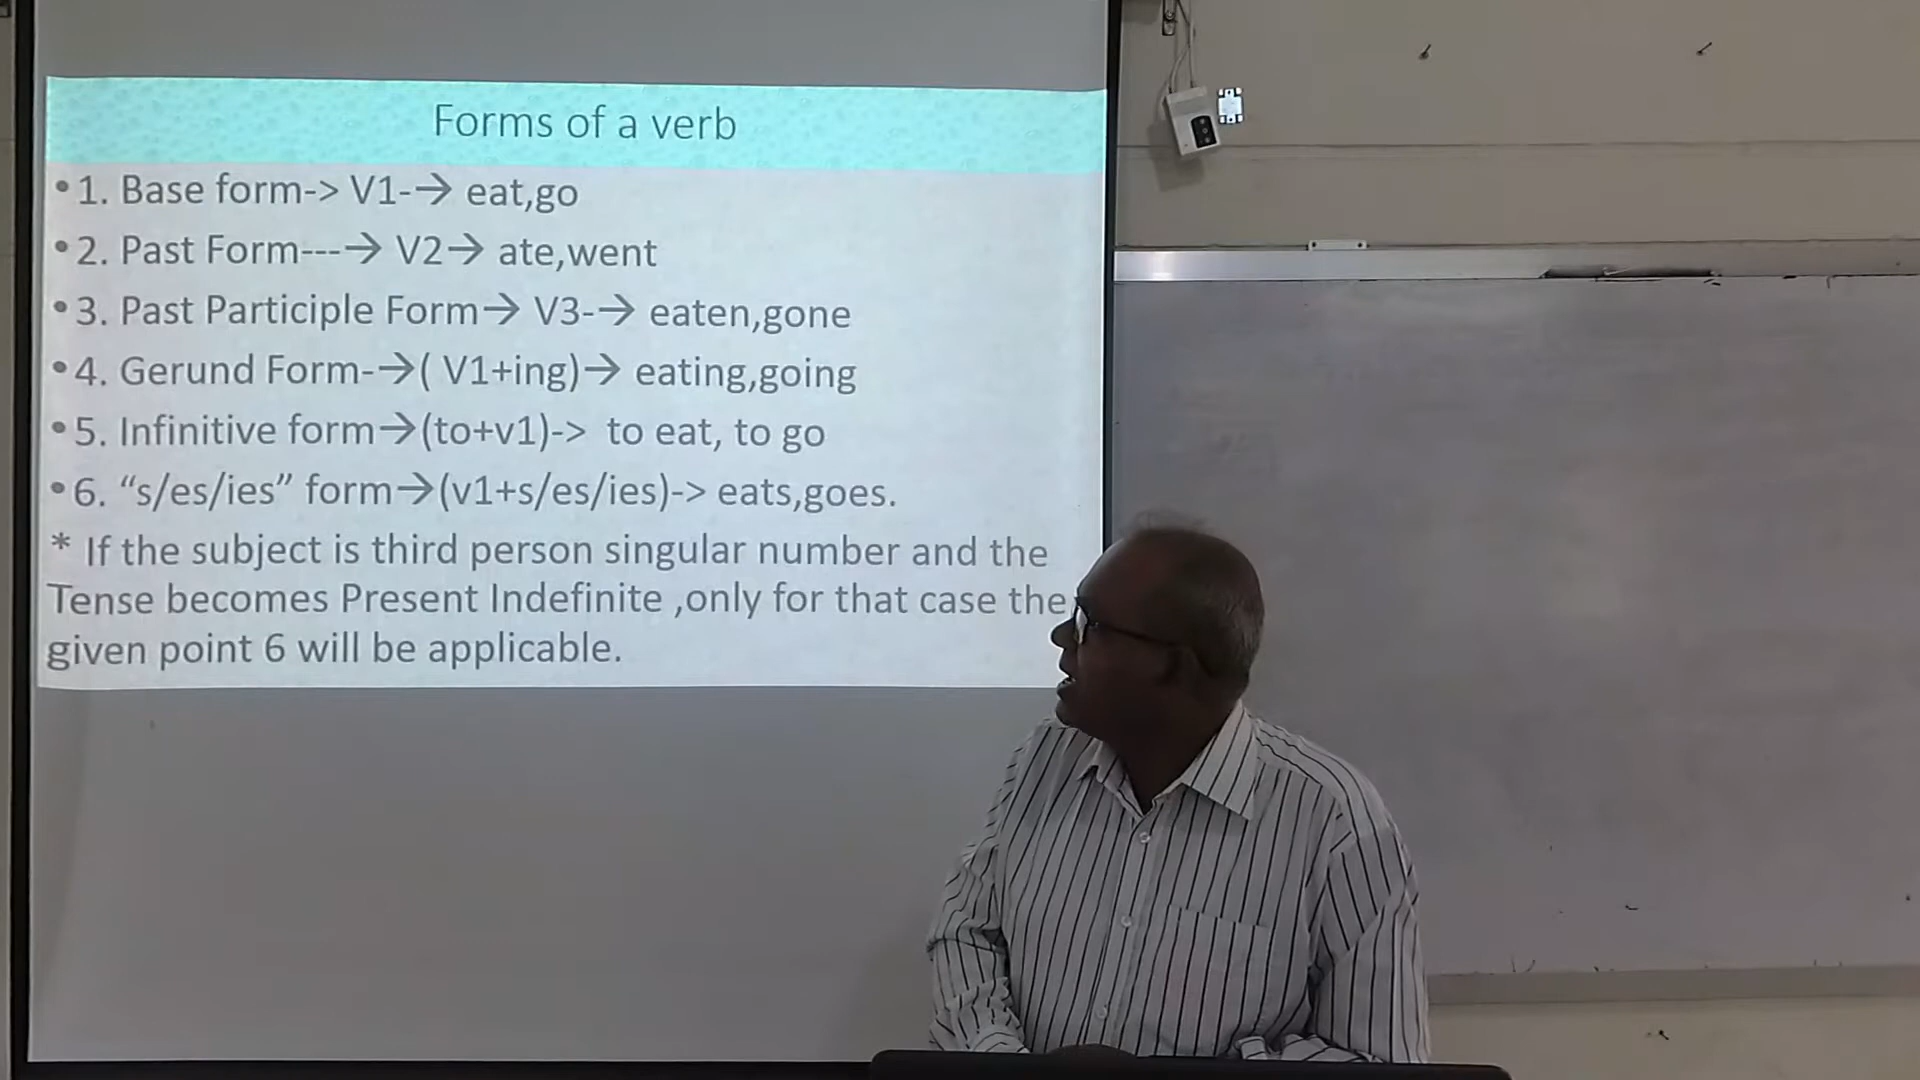 Forms of a verb
•1. Base form-> V1-→ eat,go
•2. Past Form---→ V2→ ate,went
•3. Past Participle Form→ V3-→ eaten,gone
•4. Gerund Form-→( V1+ing)→ eating,going
•5. Infinitive form→(to+v1)-> to eat, to go
•6. “s/es/ies” form→(v1+s/es/ies)-> eats,goes.
* If the subject is third person singular number and the
Tense becomes Present Indefinite ,only for that case the
given point 6 will be applicable.